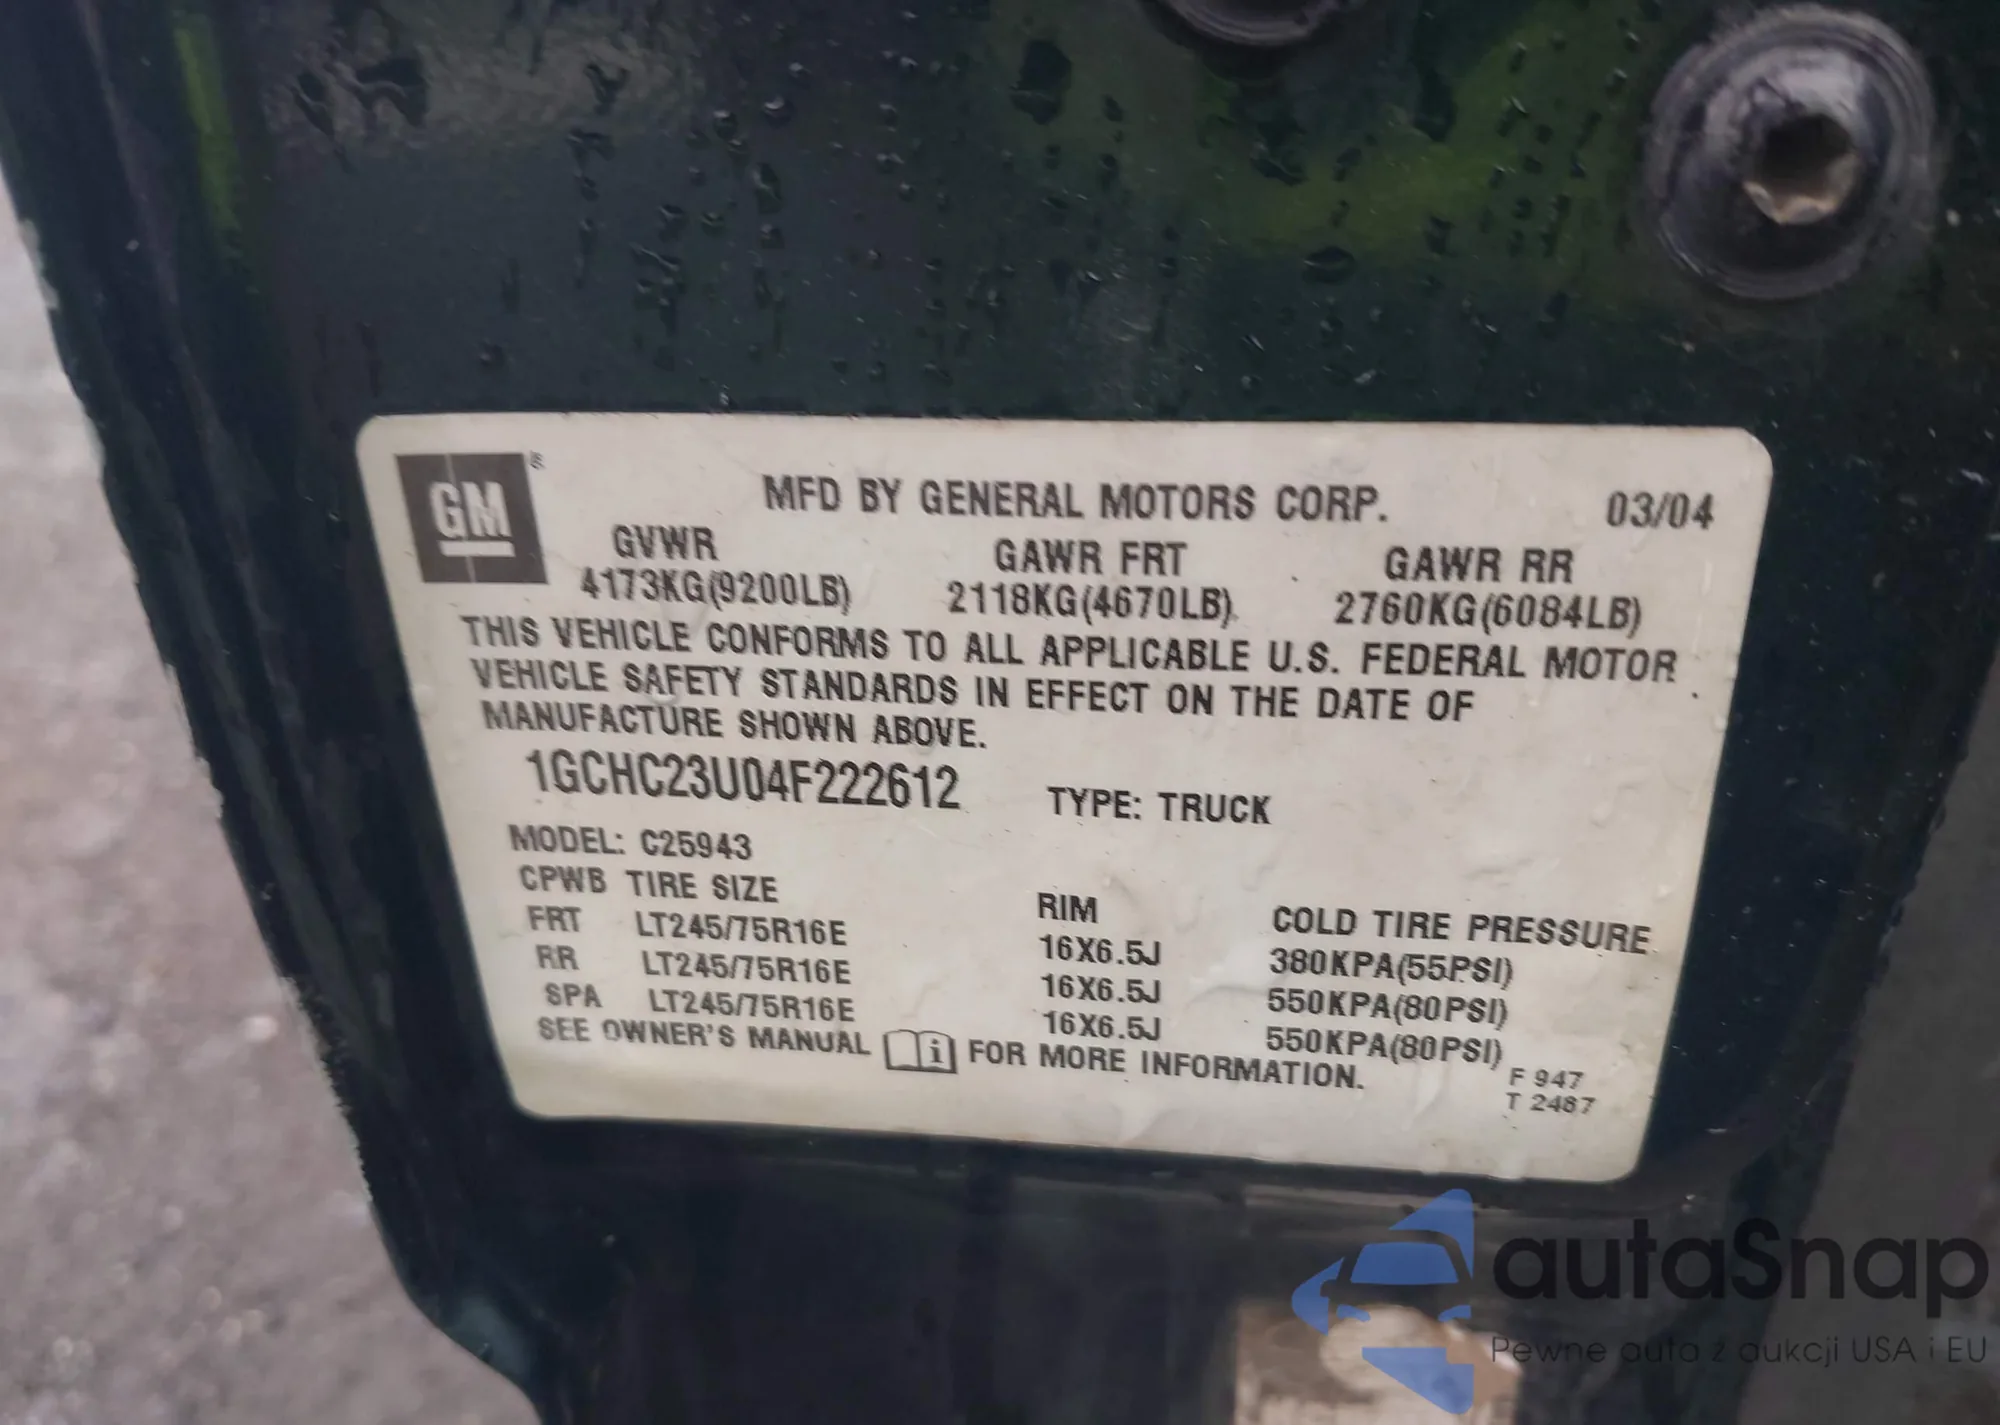 GM ®
MFD BY GENERAL MOTORS CORP. 03/04
GVWR GAWR FRT GAWR RR
4173KG(9200LB) 2118KG(4670LB) 2760KG(6084LB)
THIS VEHICLE CONFORMS TO ALL APPLICABLE U.S. FEDERAL MOTOR
VEHICLE SAFETY STANDARDS IN EFFECT ON THE DATE OF
MANUFACTURE SHOWN ABOVE.
1GCHC23U04F222612 TYPE: TRUCK
MODEL: C25943
CPWB TIRE SIZE RIM COLD TIRE PRESSURE
FRT LT245/75R16E 16X6.5J 380KPA(55PSI)
RR LT245/75R16E 16X6.5J 550KPA(80PSI)
SPA LT245/75R16E 16X6.5J 550KPA(80PSI)
SEE OWNER'S MANUAL i FOR MORE INFORMATION.
F 947
T 2487
autaSnap
Pewne auta z aukcji USA i EU